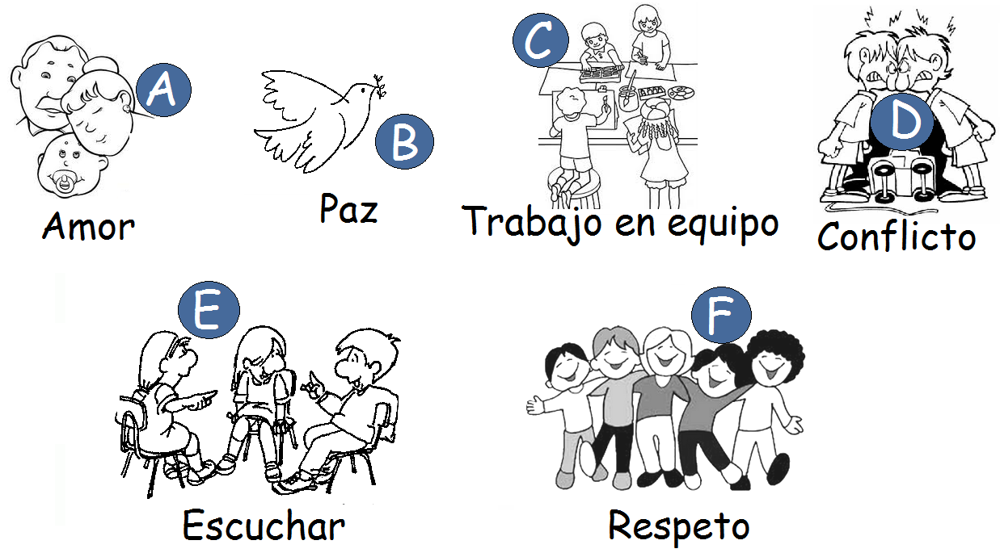 A
Amor
B
Paz
C
Trabajo en equipo
D
Conflicto
E
Escuchar
F
Respeto